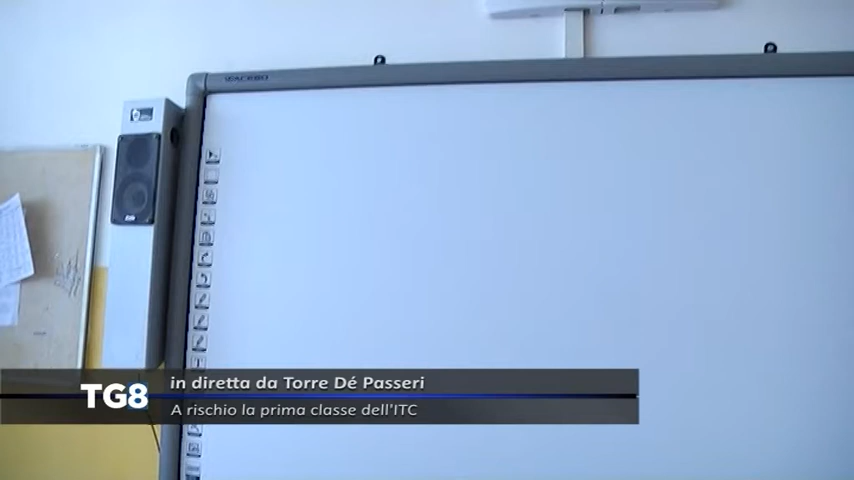 TG8
in diretta da Torre Dé Passeri
A rischio la prima classe dell'ITC